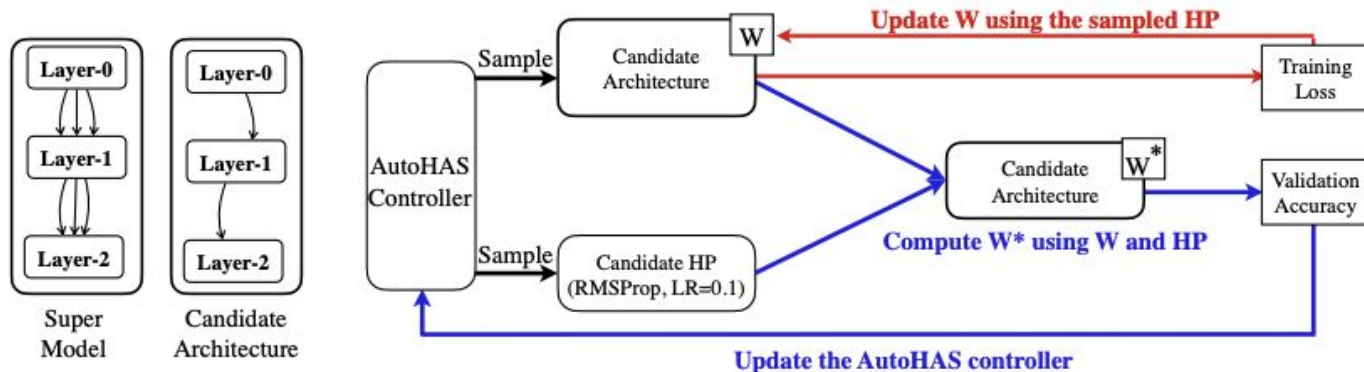 Layer-0
Layer-1
Layer-2
Super
Model
Layer-0
Layer-1
Layer-2
Candidate
Architecture
AutoHAS
Controller
Sample
Candidate
Architecture
W
Update W using the sampled HP
Training
Loss
Sample
Candidate HP
(RMSProp, LR=0.1)
Candidate
Architecture
W*
Compute W* using W and HP
Validation
Accuracy
Update the AutoHAS controller